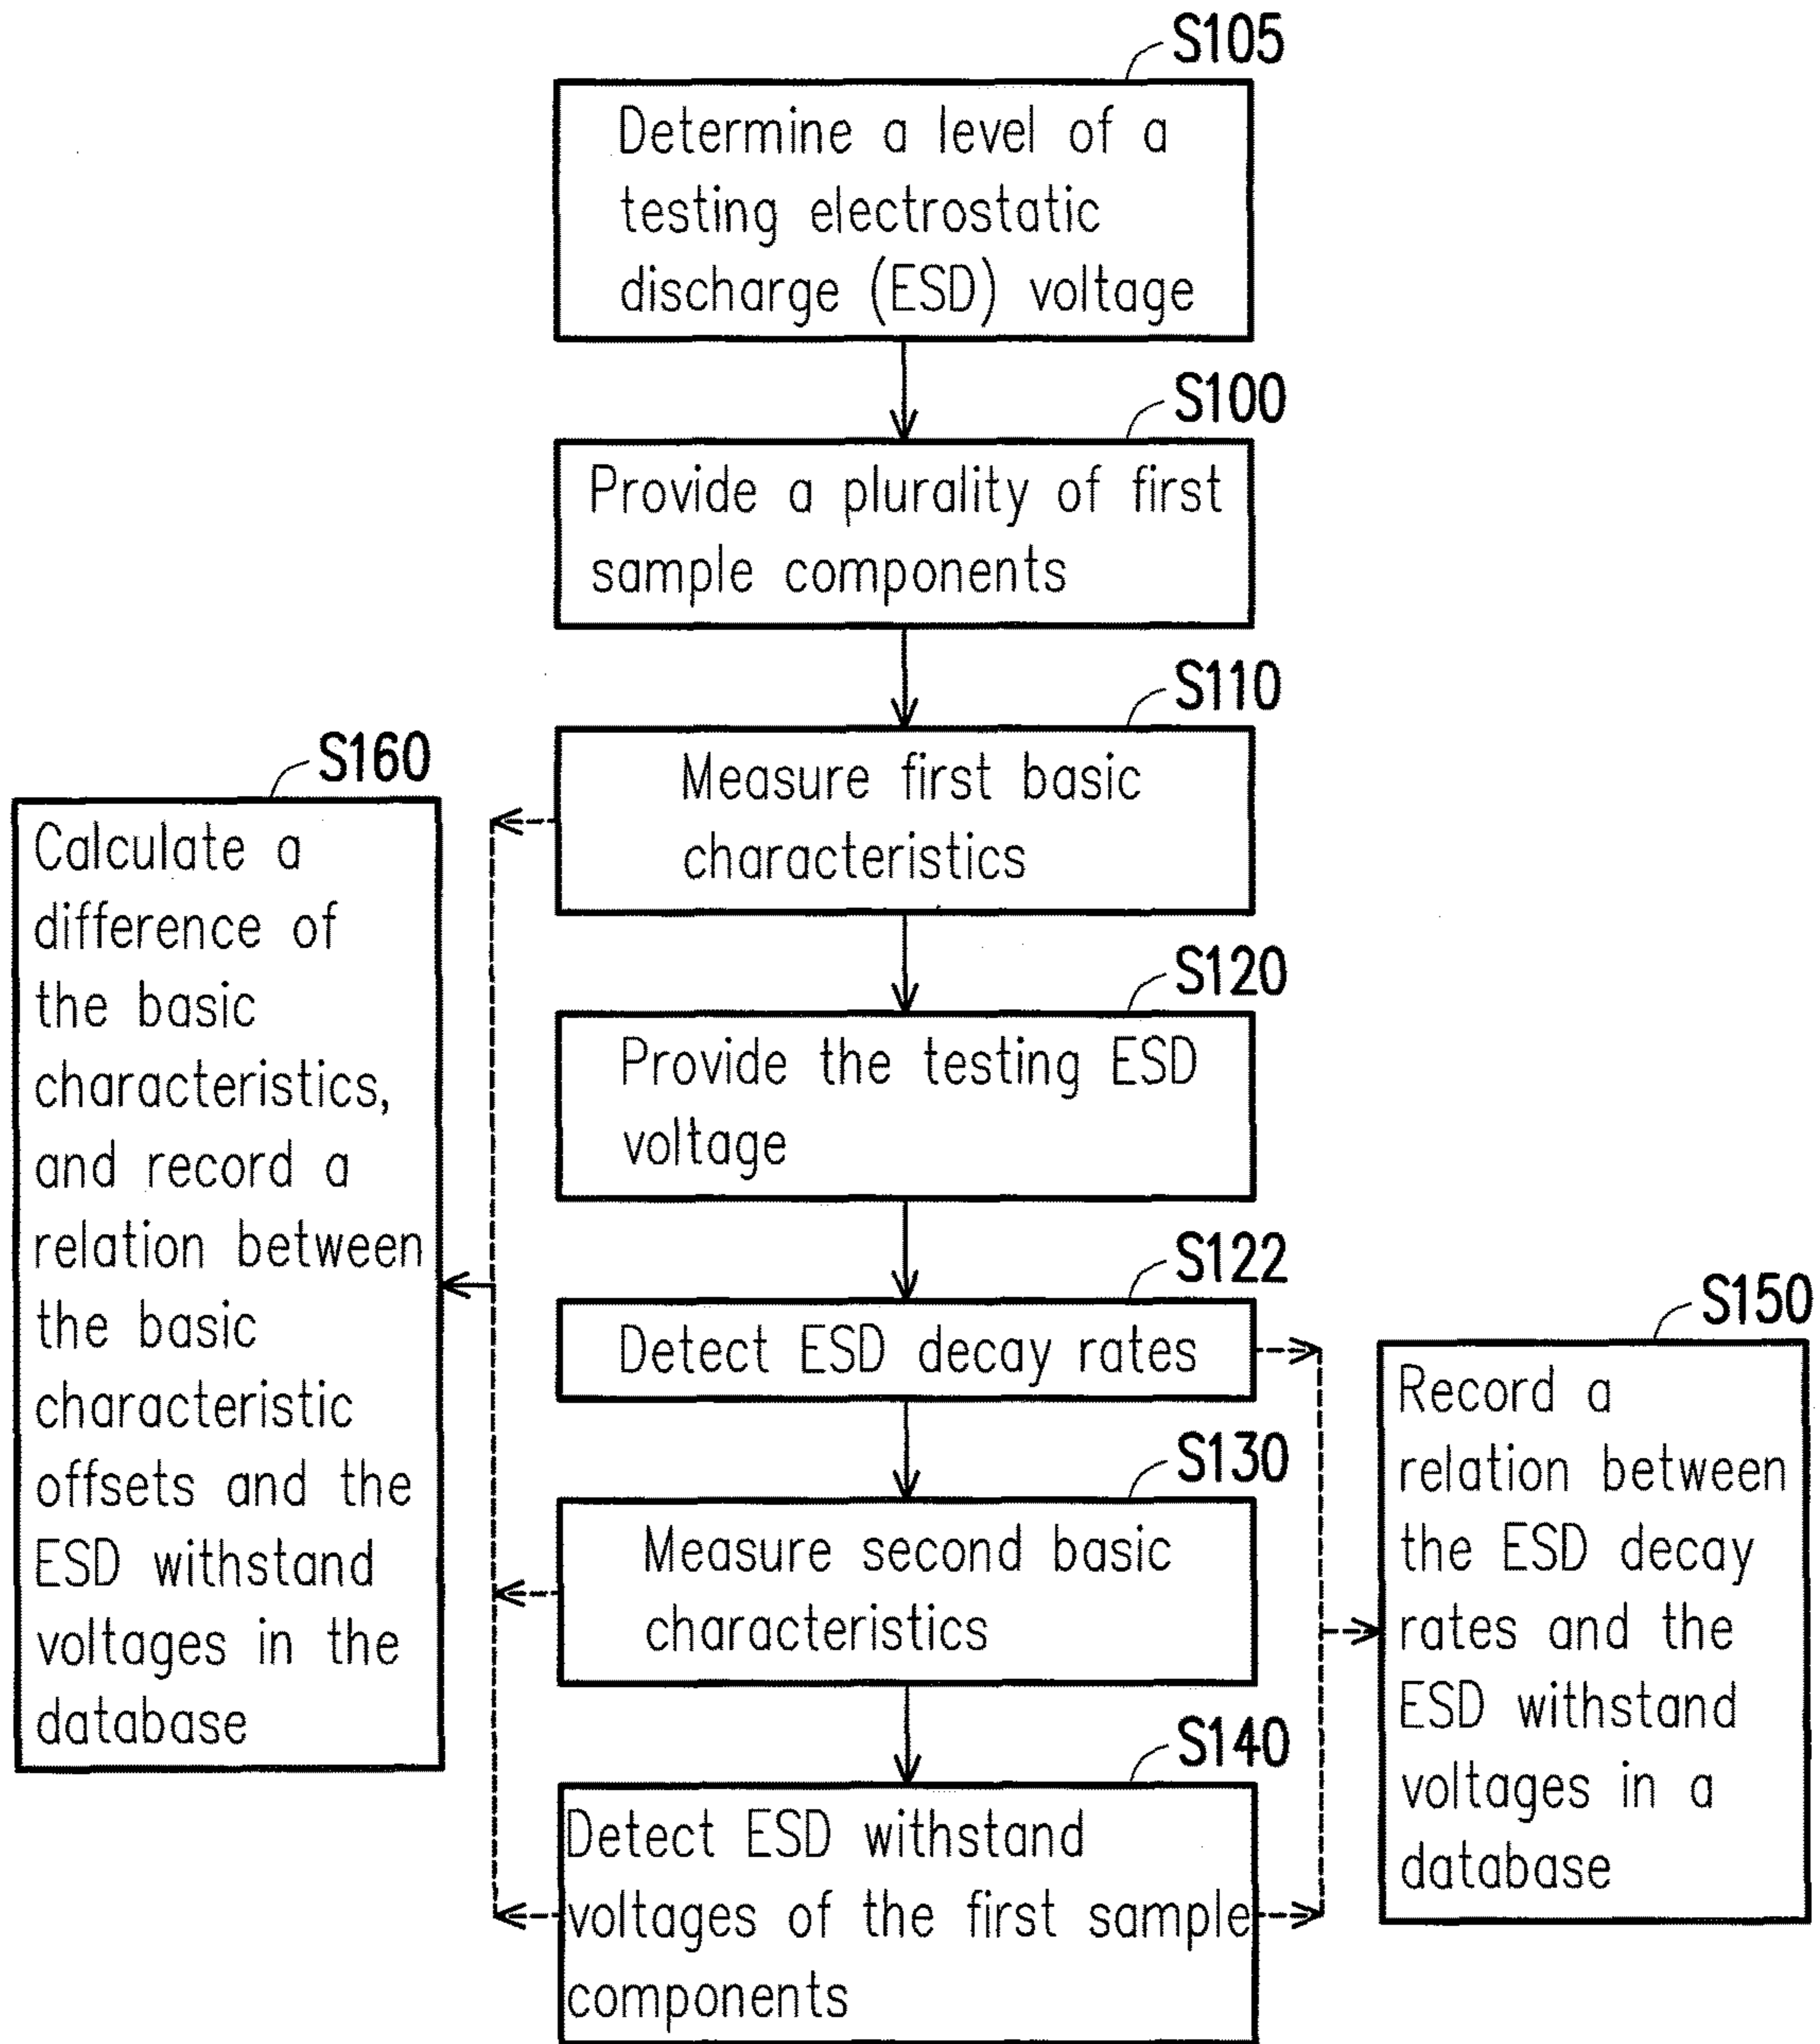 S105
Determine a level of a
testing electrostatic
discharge (ESD) voltage
S100
Provide a plurality of first
sample components
S110
Measure first basic
characteristics
S160
Calculate a
difference of
the basic
characteristics,
and record a
relation between
the basic
characteristic
offsets and the
ESD withstand
voltages in the
database
S120
Provide the testing ESD
voltage
S122
Detect ESD decay rates
S150
Record a
relation between
the ESD decay
rates and the
ESD withstand
voltages in a
database
S130
Measure second basic
characteristics
S140
Detect ESD withstand
voltages of the first sample
components